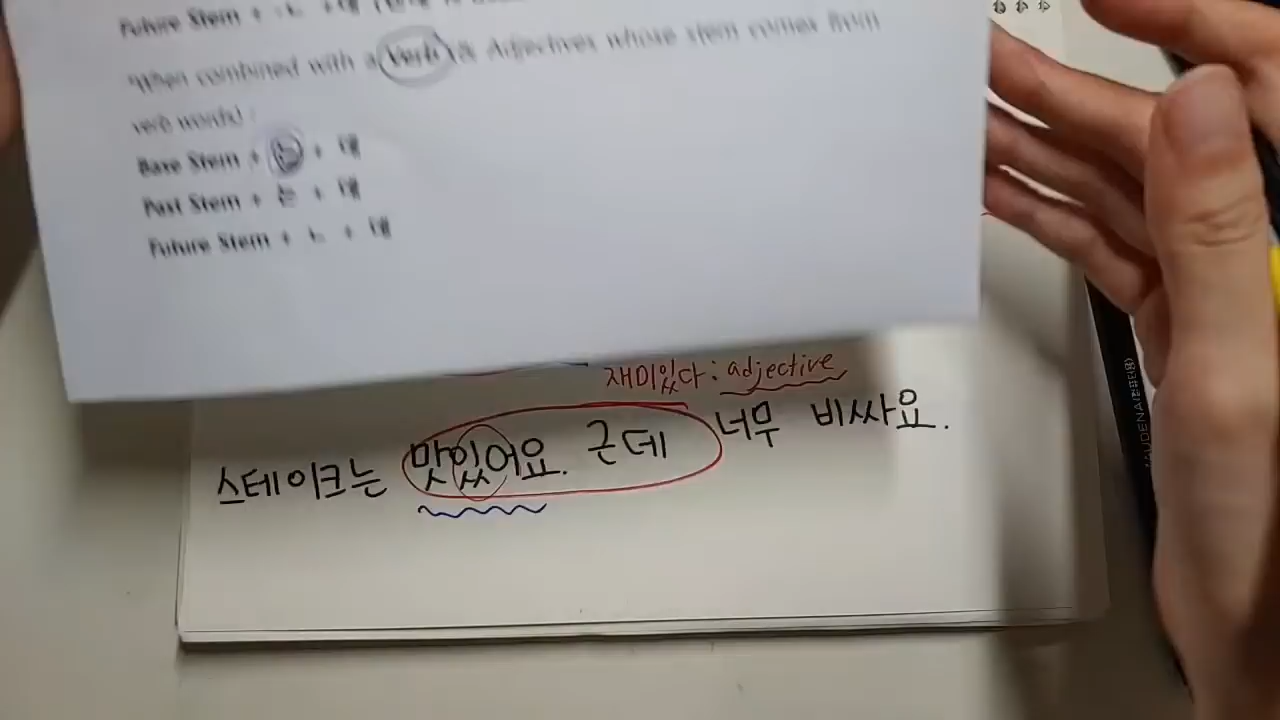 Future Stem +
"When combined with a Verb (& Adjectives whose stem comes from
verb words) :
Base Stem + 는 + 데
Past Stem + 는 + 데
Future Stem + ㄴ + 데
재미있다 : adjective
스테이크는 맛있어요. 근데 너무 비싸요.